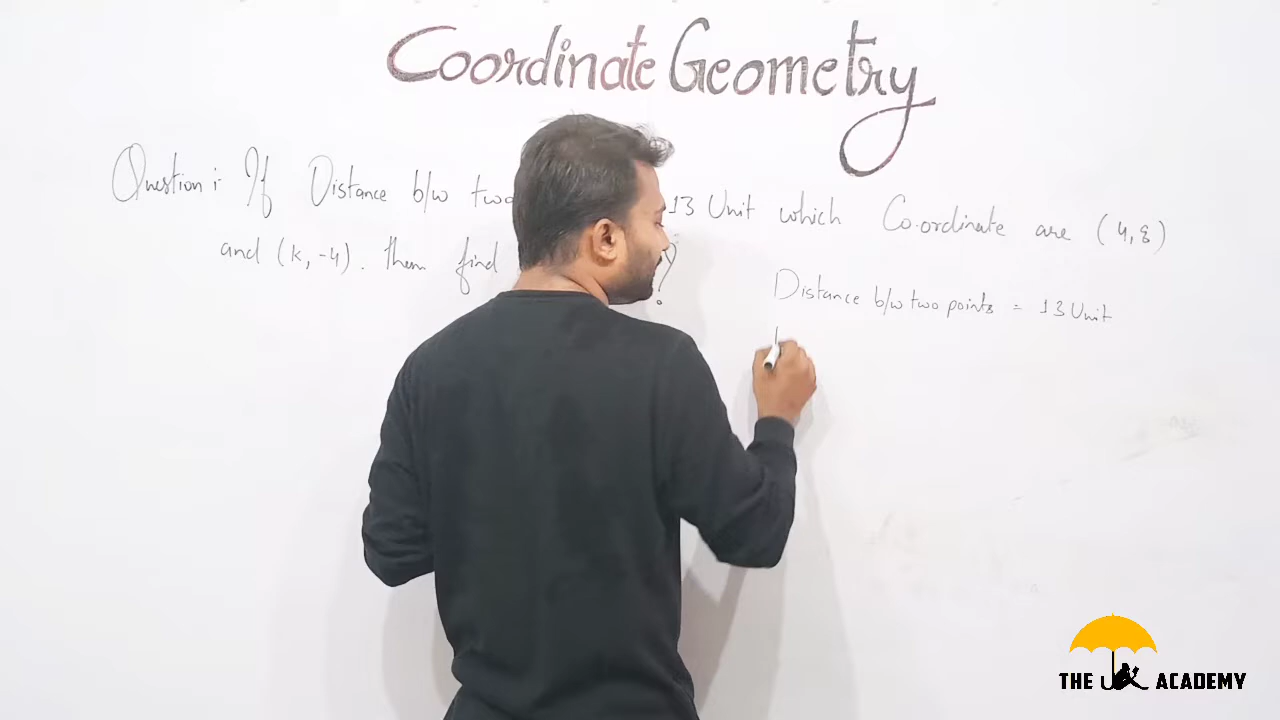 Coordinate Geometry
Question :- If Distance b/w two 13 Unit which Co-ordinate are (4,8)
and (k,-4). then find ?
Distance b/w two points = 13 Unit
THE ACADEMY